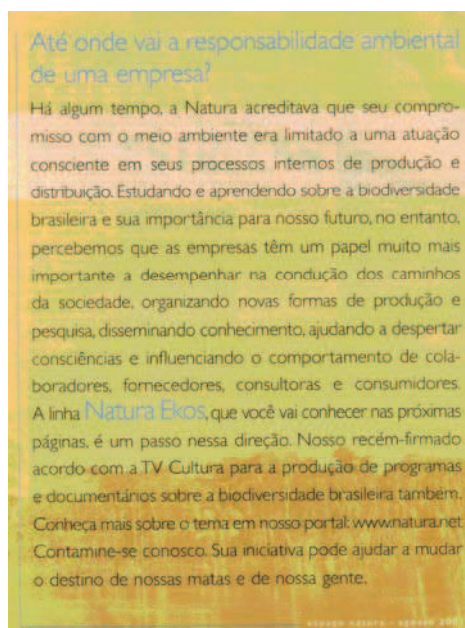 Até onde vai a responsabilidade ambiental
de uma empresa?
Há algum tempo, a Natura acreditava que seu compro-
misso com o meio ambiente era limitado a uma atuação
consciente em seus processos internos de produção e
distribuição. Estudando e aprendendo sobre a biodiversidade
brasileira e sua importância para nosso futuro, no entanto,
percebemos que as empresas têm um papel muito mais
importante a desempenhar na condução dos caminhos
da sociedade, organizando novas formas de produção e
pesquisa, disseminando conhecimento, ajudando a despertar
consciências e influenciando o comportamento de cola-
boradores, fornecedores, consultoras e consumidores.
A linha Natura Ekos, que você vai conhecer nas próximas
páginas, é um passo nessa direção. Nosso recém-firmado
acordo com a TV Cultura para a produção de programas
e documentários sobre a biodiversidade brasileira também.
Conheça mais sobre o tema em nosso portal: www.natura.net
Contamine-se conosco. Sua iniciativa pode ajudar a mudar
o destino de nossas matas e de nossa gente.
espaço natura - agosto